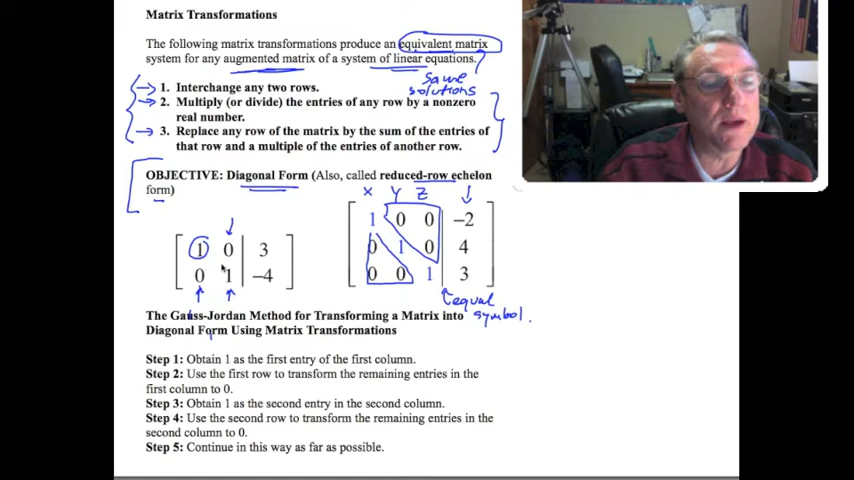 Matrix Transformations
The following matrix transformations produce an equivalent matrix
system for any augmented matrix of a system of linear equations.
same
solutions
1. Interchange any two rows.
2. Multiply (or divide) the entries of any row by a nonzero
real number.
3. Replace any row of the matrix by the sum of the entries of
that row and a multiple of the entries of another row.
OBJECTIVE: Diagonal Form (Also, called reduced-row echelon
form)
X Y Z
1 0 0 -2
0 1 0 4
0 0 1 3
1 0 3
0 1 -4
equal
symbol.
The Gauss-Jordan Method for Transforming a Matrix into
Diagonal Form Using Matrix Transformations
Step 1: Obtain 1 as the first entry of the first column.
Step 2: Use the first row to transform the remaining entries in the
first column to 0.
Step 3: Obtain 1 as the second entry in the second column.
Step 4: Use the second row to transform the remaining entries in the
second column to 0.
Step 5: Continue in this way as far as possible.